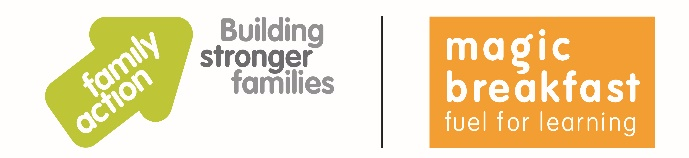 family
action
Building
stronger
families
magic
breakfast
fuel for learning